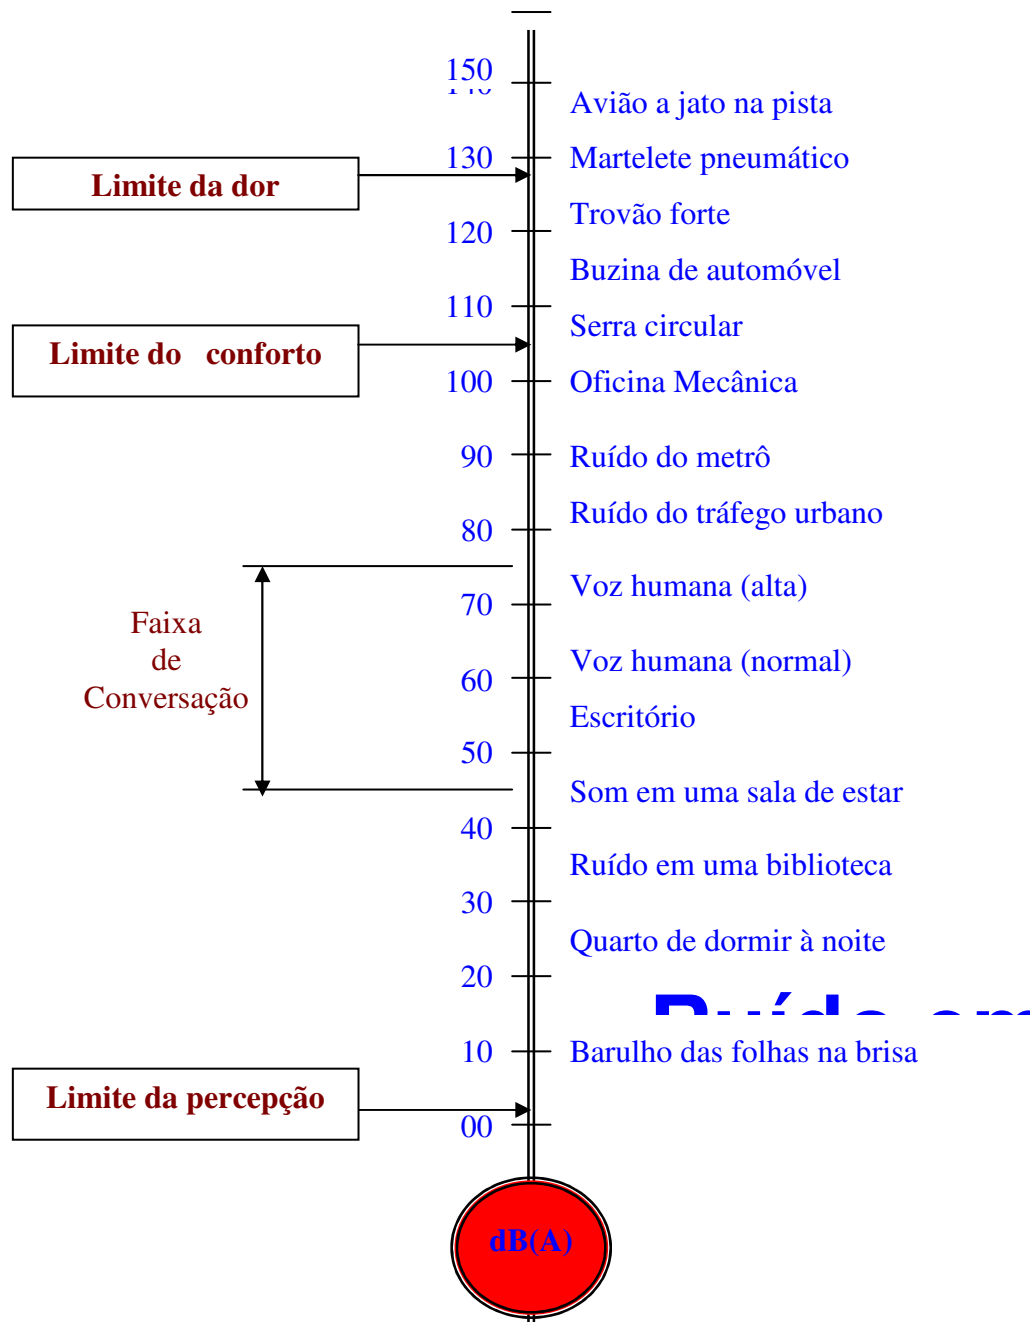 150
Avião a jato na pista
130 Martelete pneumático
Limite da dor
Trovão forte
120
Buzina de automóvel
110
Serra circular
Limite do conforto
100 Oficina Mecânica
90 Ruído do metrô
Ruído do tráfego urbano
80
Voz humana (alta)
70
Faixa
de
Conversação
Voz humana (normal)
60
Escritório
50
Som em uma sala de estar
40
Ruído em uma biblioteca
30
Quarto de dormir à noite
20
10 Barulho das folhas na brisa
Limite da percepção
00
dB(A)